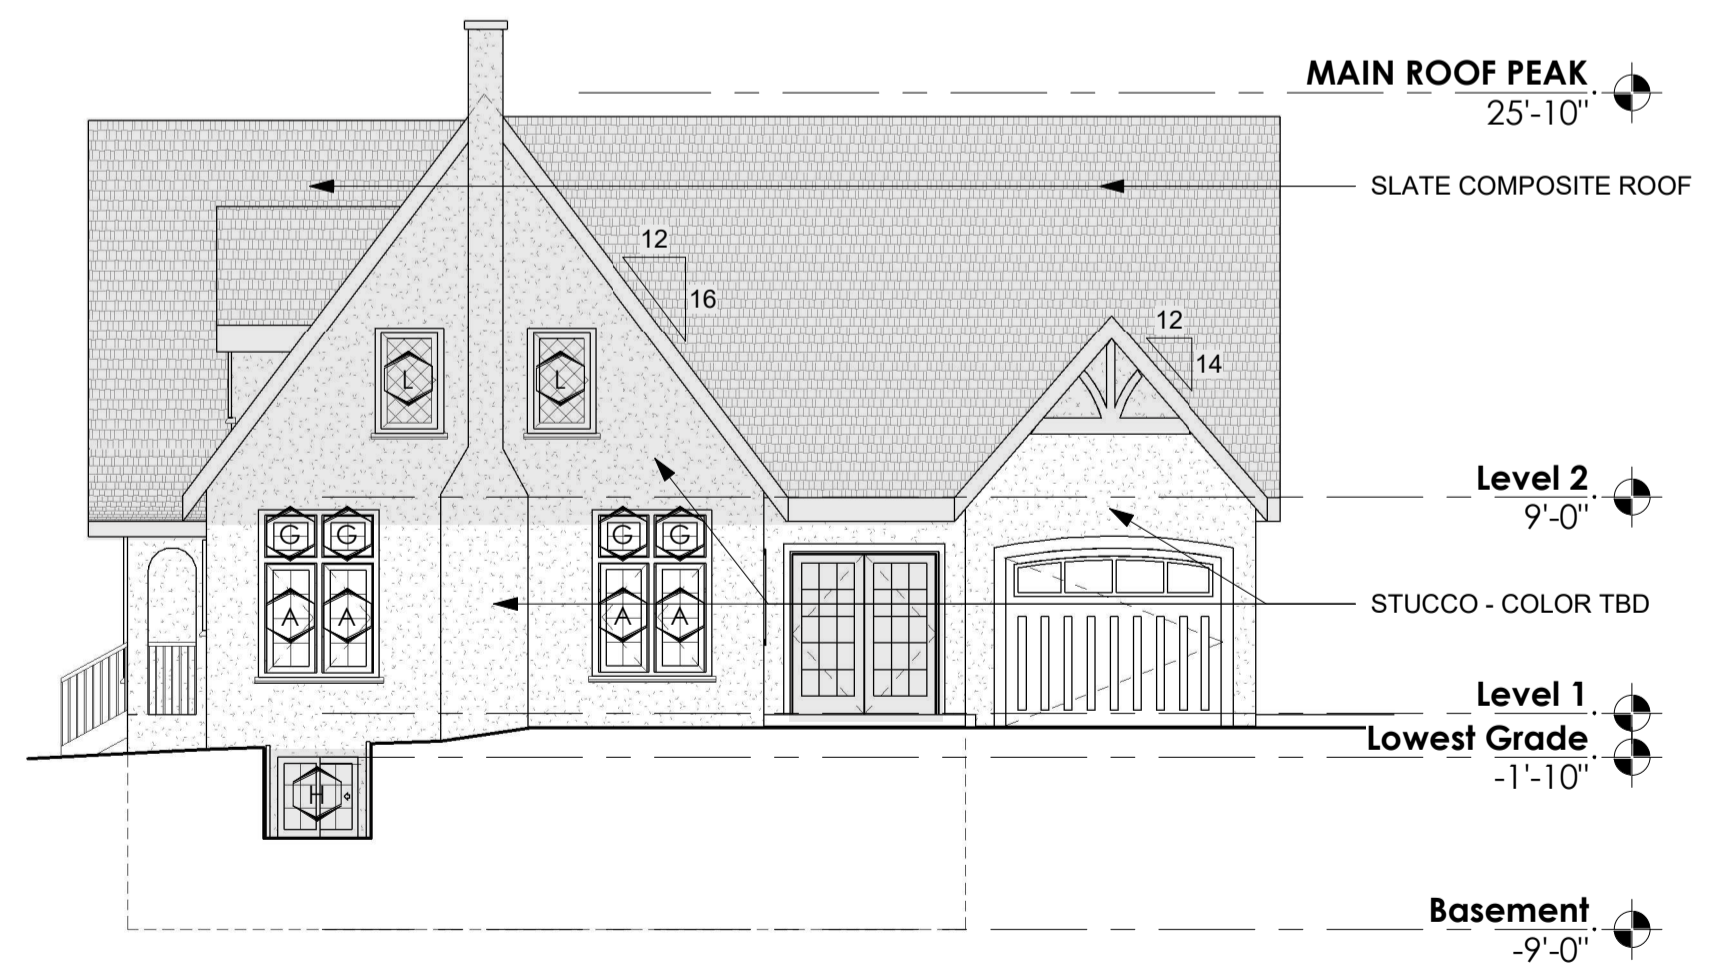 MAIN ROOF PEAK
25'-10"
SLATE COMPOSITE ROOF
12
16
12
14
L
L
Level 2
9'-0"
G
G
G
G
A
A
A
A
STUCCO - COLOR TBD
Level 1
Lowest Grade
-1'-10"
H
Basement
-9'-0"